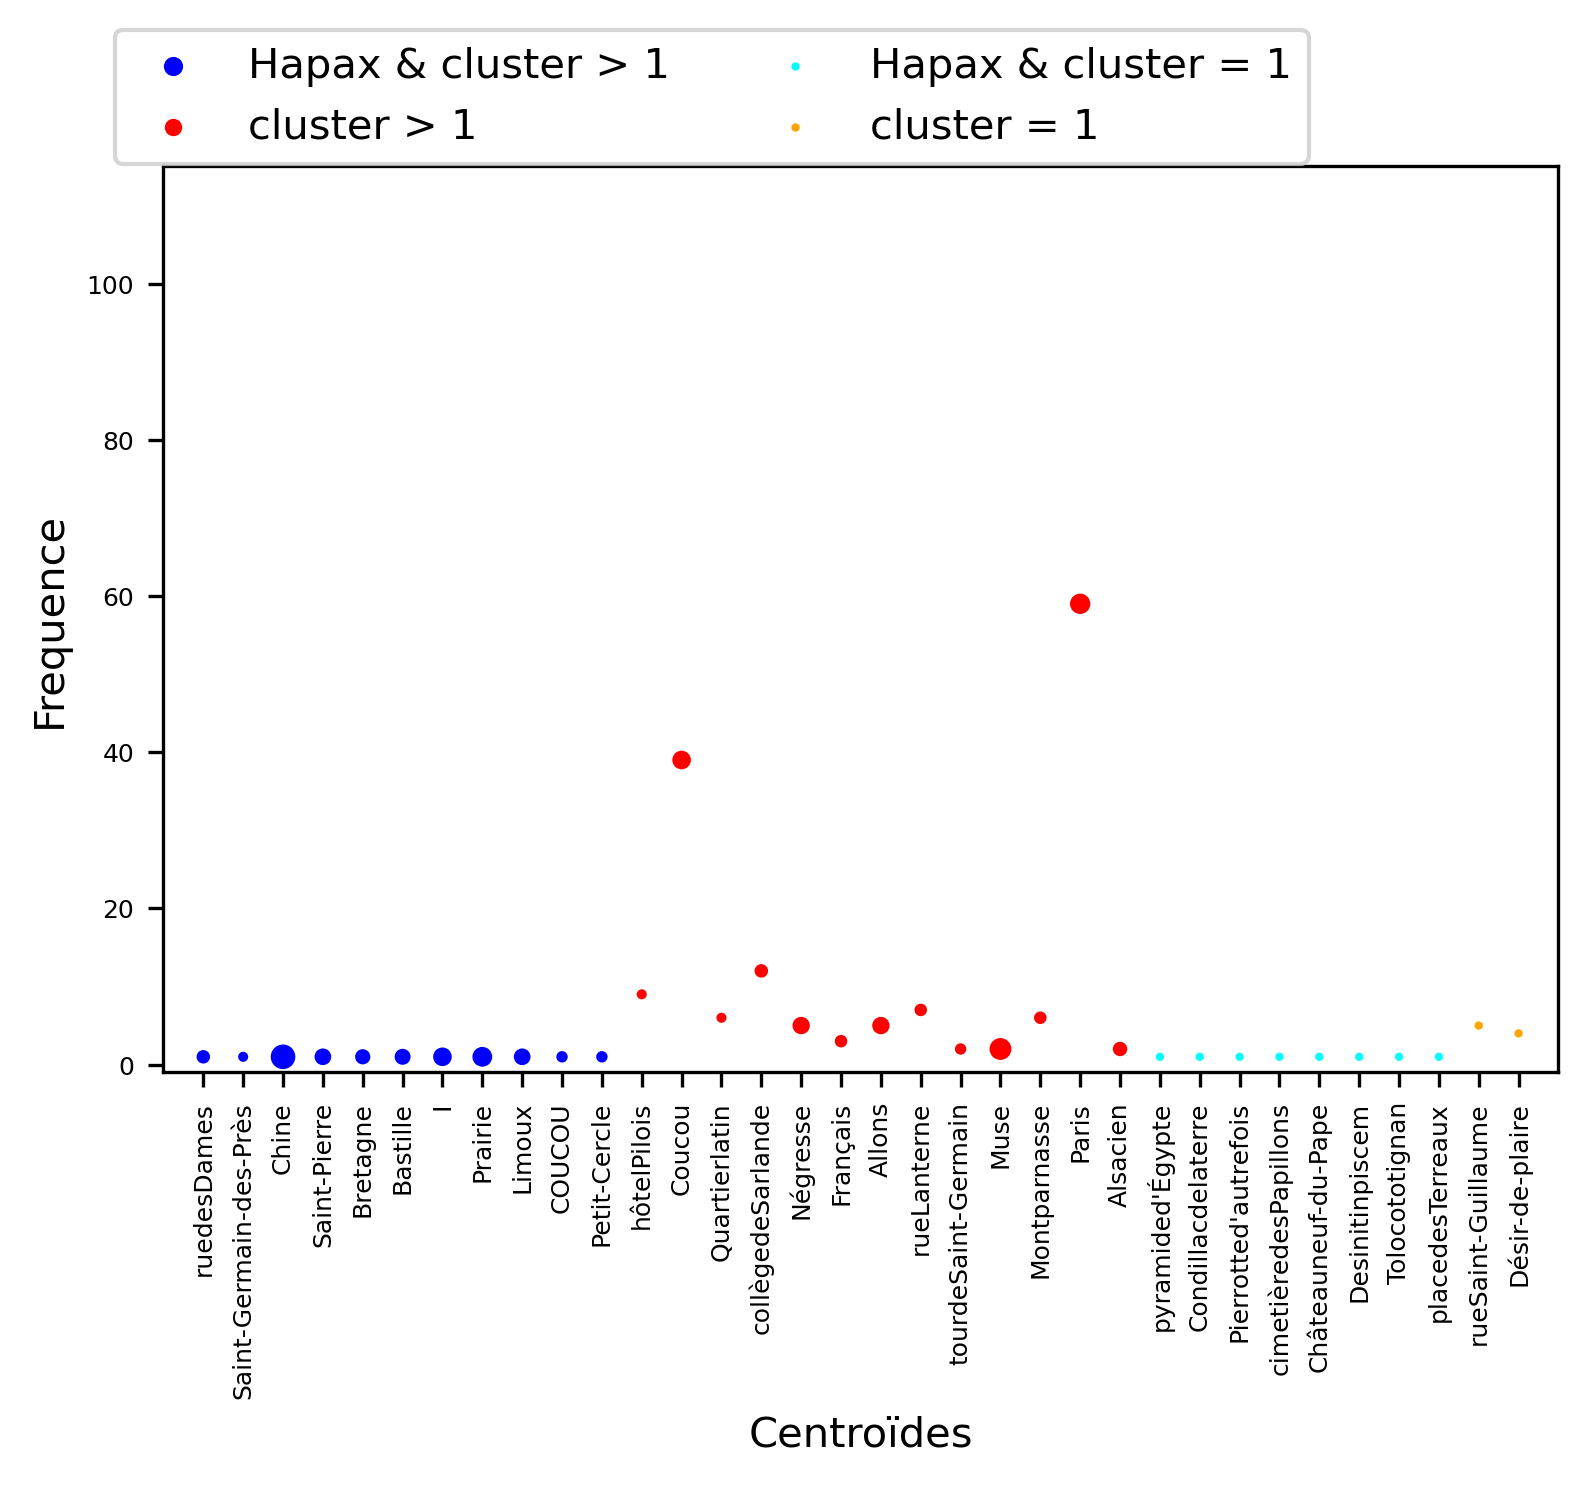 Hapax & cluster > 1
Hapax & cluster = 1
cluster > 1
cluster = 1
Frequence
100
80
60
40
20
0
ruedesDames
Saint-Germain-des-Près
Chine
Saint-Pierre
Bretagne
Bastille
I
Prairie
Limoux
COUCOU
Petit-Cercle
hôtelPilois
Coucou
Quartierlatin
collègedeSarlande
Négresse
Français
Allons
rueLanterne
tourdeSaint-Germain
Muse
Montparnasse
Paris
Alsacien
pyramided'Égypte
Condillacdelaterre
Pierrotted'autrefois
cimetièredesPapillons
Châteauneuf-du-Pape
Desinitinpiscem
Tolocototignan
placedesTerreaux
rueSaint-Guillaume
Désir-de-plaire
Centroïdes